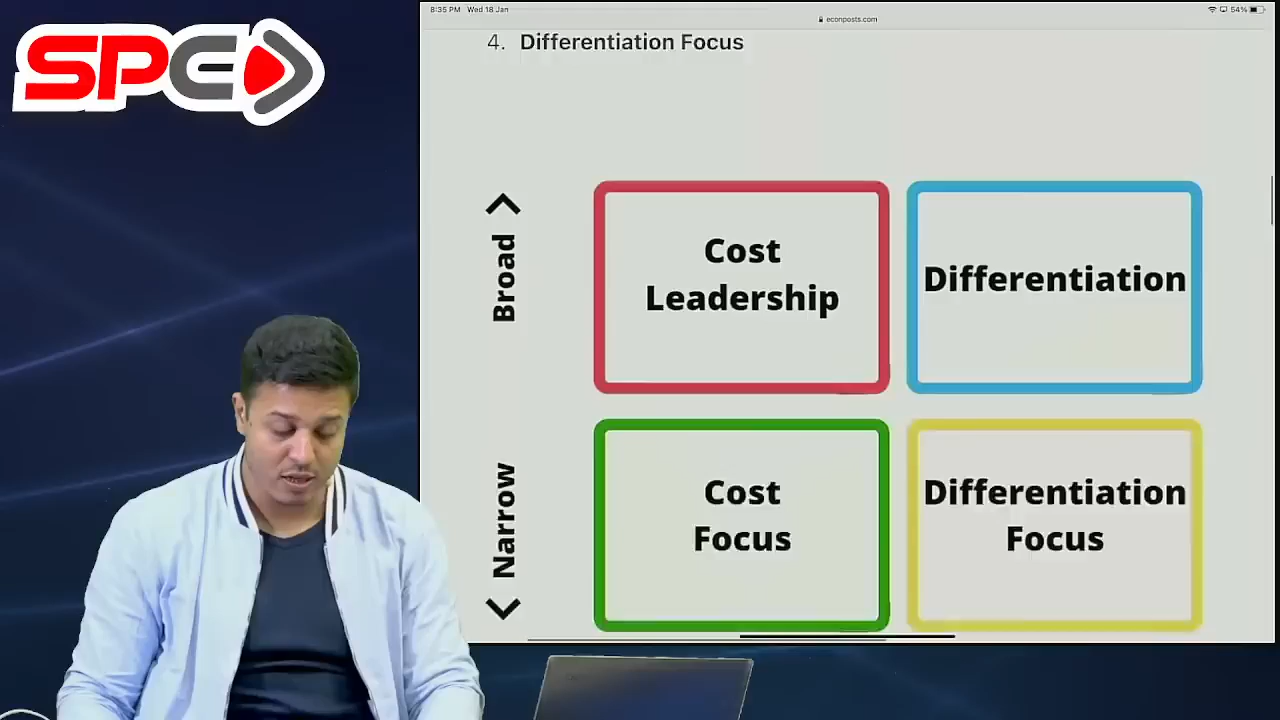 SPE
8:35 PM Wed 18 Jan
54%
econposts.com
4. Differentiation Focus
Broad
Cost
Leadership
Differentiation
Narrow
Cost
Focus
Differentiation
Focus